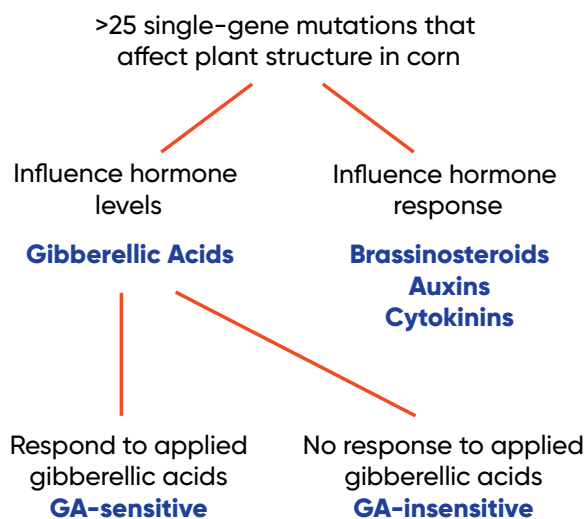 >25 single-gene mutations that
affect plant structure in corn
Influence hormone
levels
Gibberellic Acids
Influence hormone
response
Brassinosteroids
Auxins
Cytokinins
Respond to applied
gibberellic acids
GA-sensitive
No response to applied
gibberellic acids
GA-insensitive